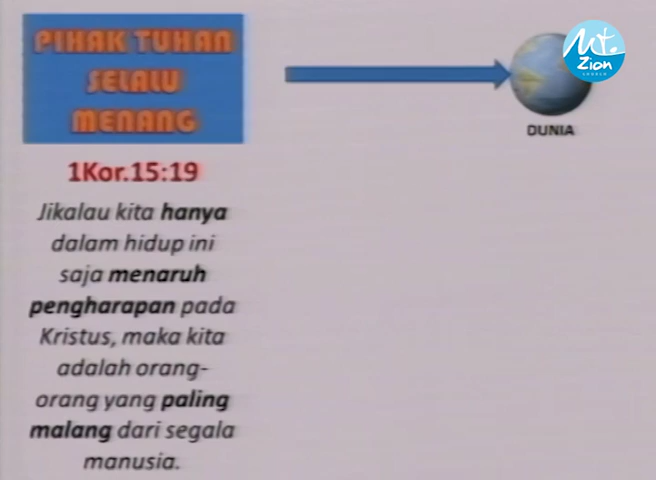 PIHAK TUHAN
SELALU
MENANG
Mt.
Zion
DUNIA
1Kor.15:19
Jikalau kita hanya
dalam hidup ini
saja menaruh
pengharapan pada
Kristus, maka kita
adalah orang-
orang yang paling
malang dari segala
manusia.